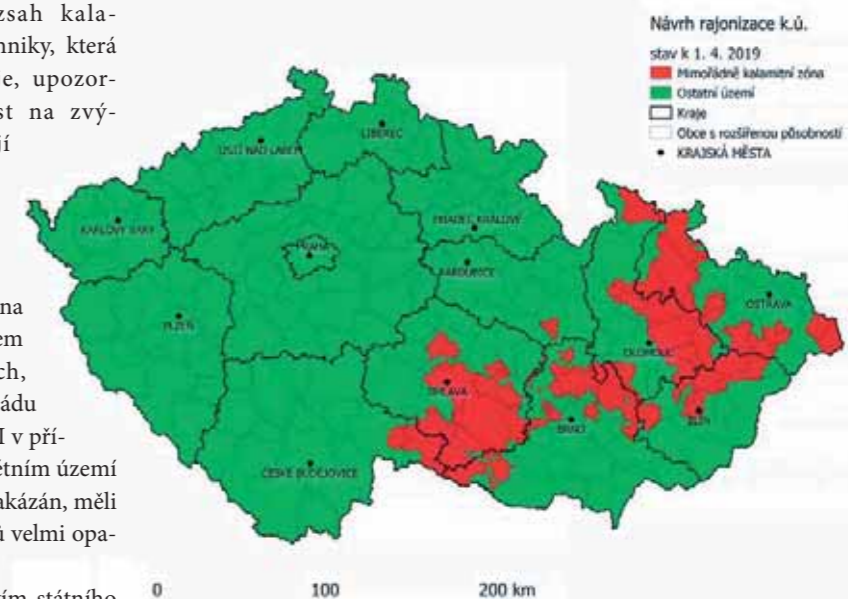 zsah kala-
nniky, která
e, upozor-
st na zvý-
jí
na
em
ch,
ádu
I v pří-
étním území
akázán, měli
ů velmi opa-
ím státního
Návrh rajonizace k.ú.
stav k 1. 4. 2019
Mimořádně kalamitní zóna
Ostatní území
Kraje
Obce s rozšířenou působností
KRAJSKÁ MĚSTA
LIBEREC
ÚSTÍ NAD LABEM
KARLOVY VARY
HRADEC KRÁLOVÉ
PRAHA
PARDUBICE
PLZEŇ
OSTRAVA
OLOMOUC
JIHLAVA
ZLÍN
BRNO
ČESKÉ BUDĚJOVICE
0 100 200 km